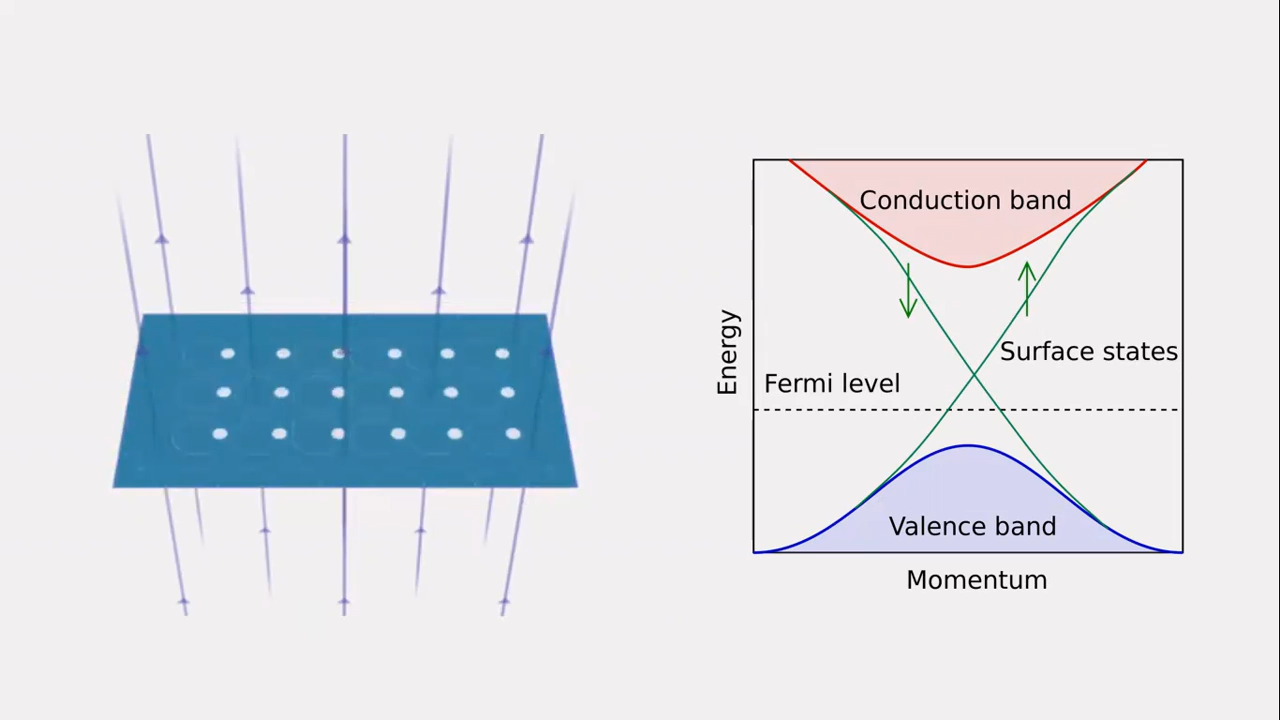 Conduction band
Surface states
Fermi level
Energy
Valence band
Momentum